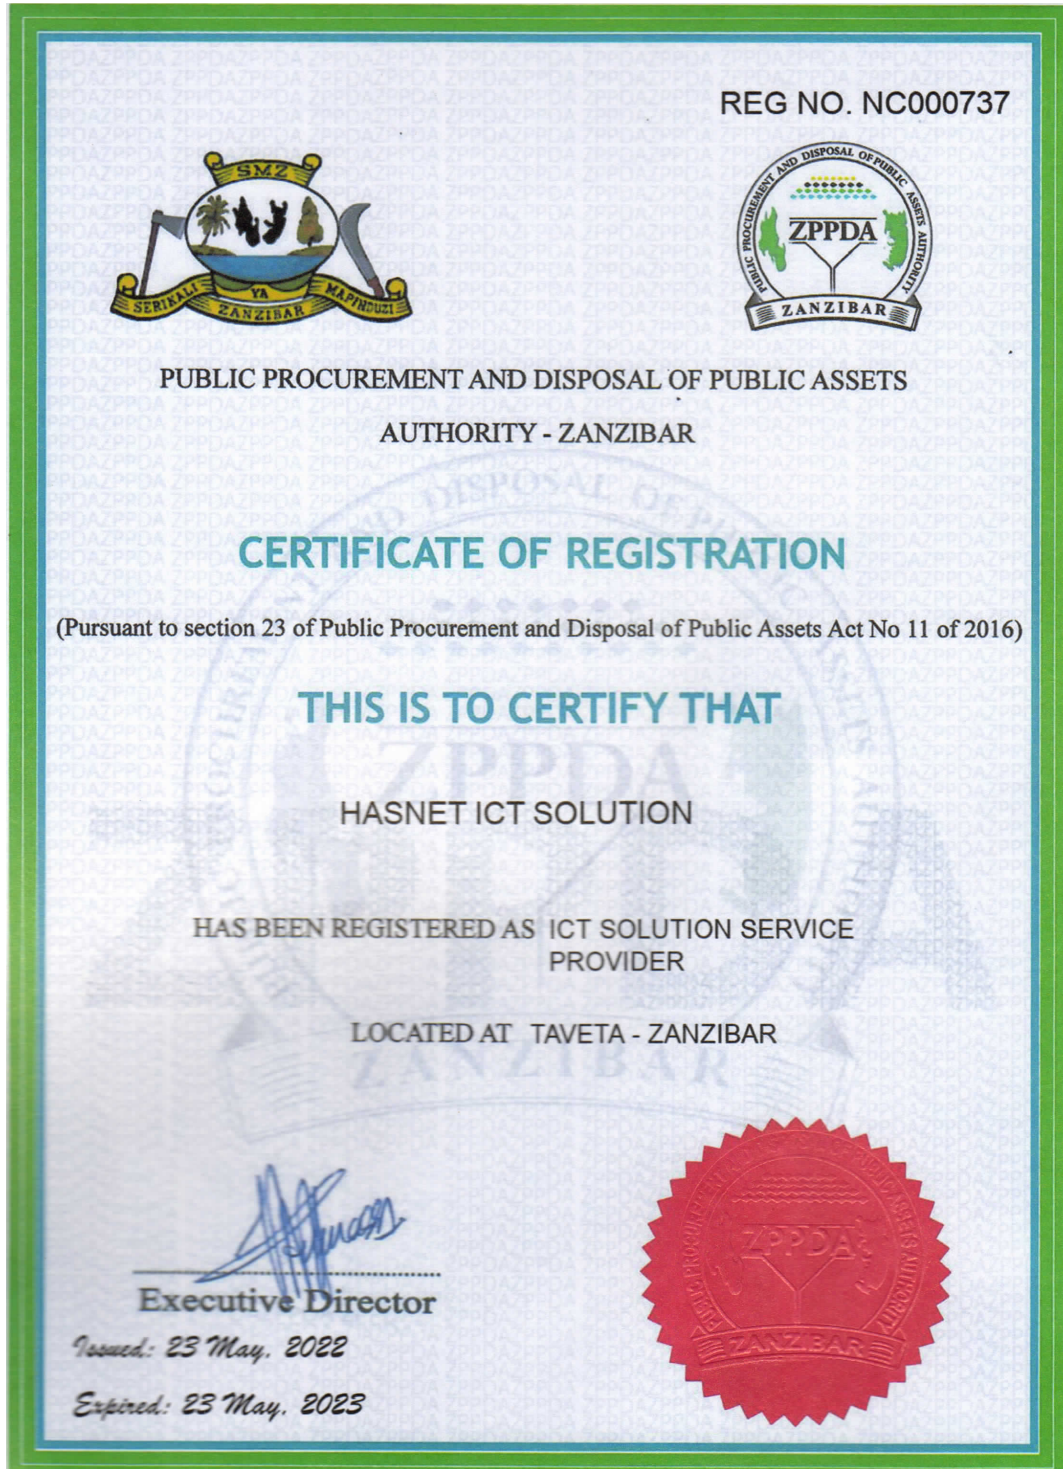 REG NO. NC000737
SMZ
SERIKALI YA MAPINDUZI
ZANZIBAR
PUBLIC PROCUREMENT AND DISPOSAL OF PUBLIC ASSETS AUTHORITY
ZPPDA
ZANZIBAR
PUBLIC PROCUREMENT AND DISPOSAL OF PUBLIC ASSETS
AUTHORITY - ZANZIBAR
CERTIFICATE OF REGISTRATION
(Pursuant to section 23 of Public Procurement and Disposal of Public Assets Act No 11 of 2016)
THIS IS TO CERTIFY THAT
ZPPDA
HASNET ICT SOLUTION
HAS BEEN REGISTERED AS ICT SOLUTION SERVICE
PROVIDER
LOCATED AT TAVETA - ZANZIBAR
ZANZIBAR
Executive Director
Issued: 23 May, 2022
Expired: 23 May, 2023
ZPPDA
ZANZIBAR